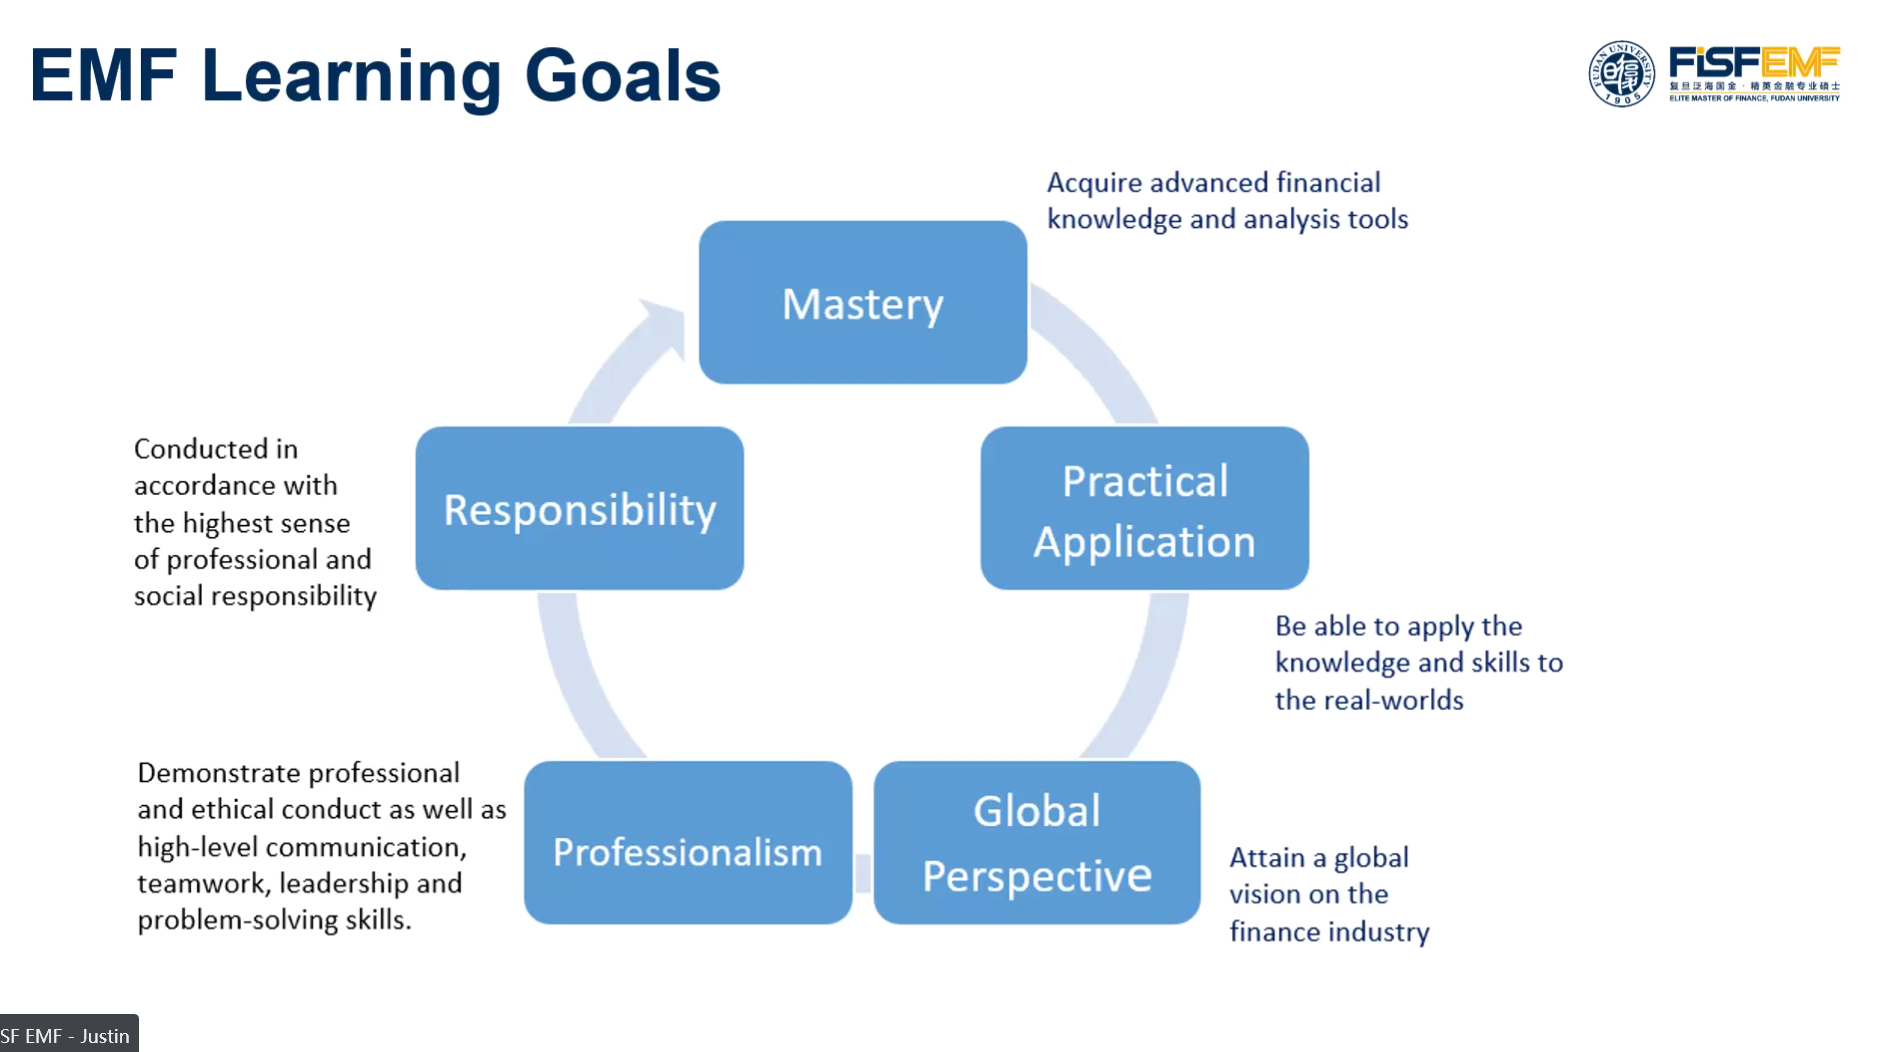 EMF Learning Goals
FUDAN UNIVERSITY
1905
FiSFEMF
复旦泛海国金·精英金融专业硕士
ELITE MASTER OF FINANCE, FUDAN UNIVERSITY
Acquire advanced financial
knowledge and analysis tools
Mastery
Practical
Application
Be able to apply the
knowledge and skills to
the real-worlds
Global
Perspective
Attain a global
vision on the
finance industry
Professionalism
Demonstrate professional
and ethical conduct as well as
high-level communication,
teamwork, leadership and
problem-solving skills.
Responsibility
Conducted in
accordance with
the highest sense
of professional and
social responsibility
SF EMF - Justin